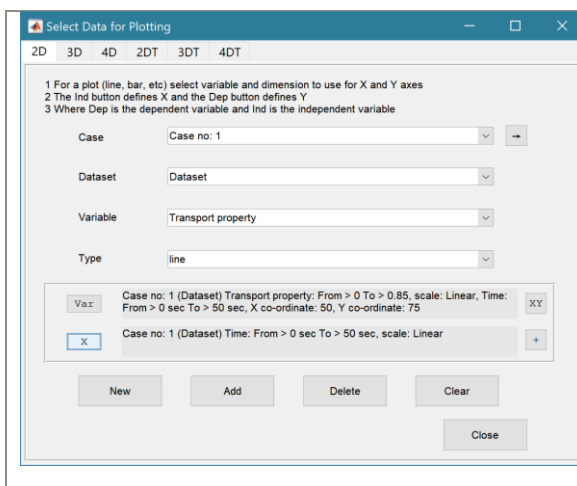 Select Data for Plotting
2D 3D 4D 2DT 3DT 4DT
1 For a plot (line, bar, etc) select variable and dimension to use for X and Y axes
2 The Ind button defines X and the Dep button defines Y
3 Where Dep is the dependent variable and Ind is the independent variable
Case Case no: 1 →
Dataset Dataset
Variable Transport property
Type line
Var Case no: 1 (Dataset) Transport property: From > 0 To > 0.85, scale: Linear, Time: XY
From > 0 sec To > 50 sec, X co-ordinate: 50, Y co-ordinate: 75
X Case no: 1 (Dataset) Time: From > 0 sec To > 50 sec, scale: Linear +
New Add Delete Clear
Close